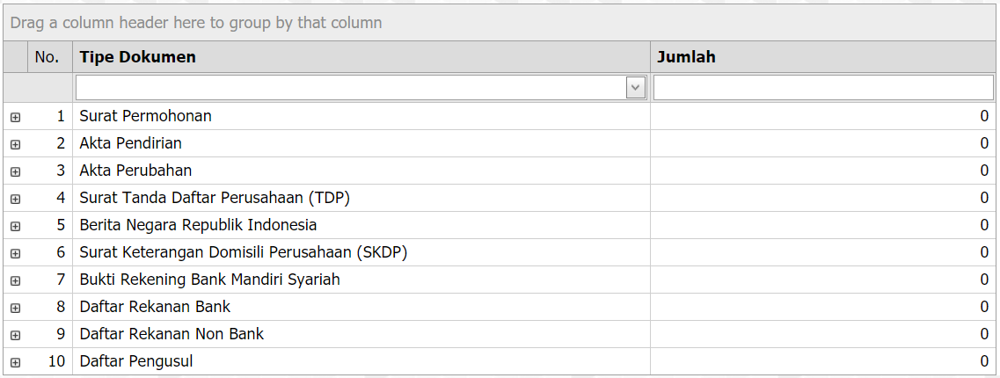 Drag a column header here to group by that column
No. Tipe Dokumen Jumlah
1 Surat Permohonan 0
2 Akta Pendirian 0
3 Akta Perubahan 0
4 Surat Tanda Daftar Perusahaan (TDP) 0
5 Berita Negara Republik Indonesia 0
6 Surat Keterangan Domisili Perusahaan (SKDP) 0
7 Bukti Rekening Bank Mandiri Syariah 0
8 Daftar Rekanan Bank 0
9 Daftar Rekanan Non Bank 0
10 Daftar Pengusul 0